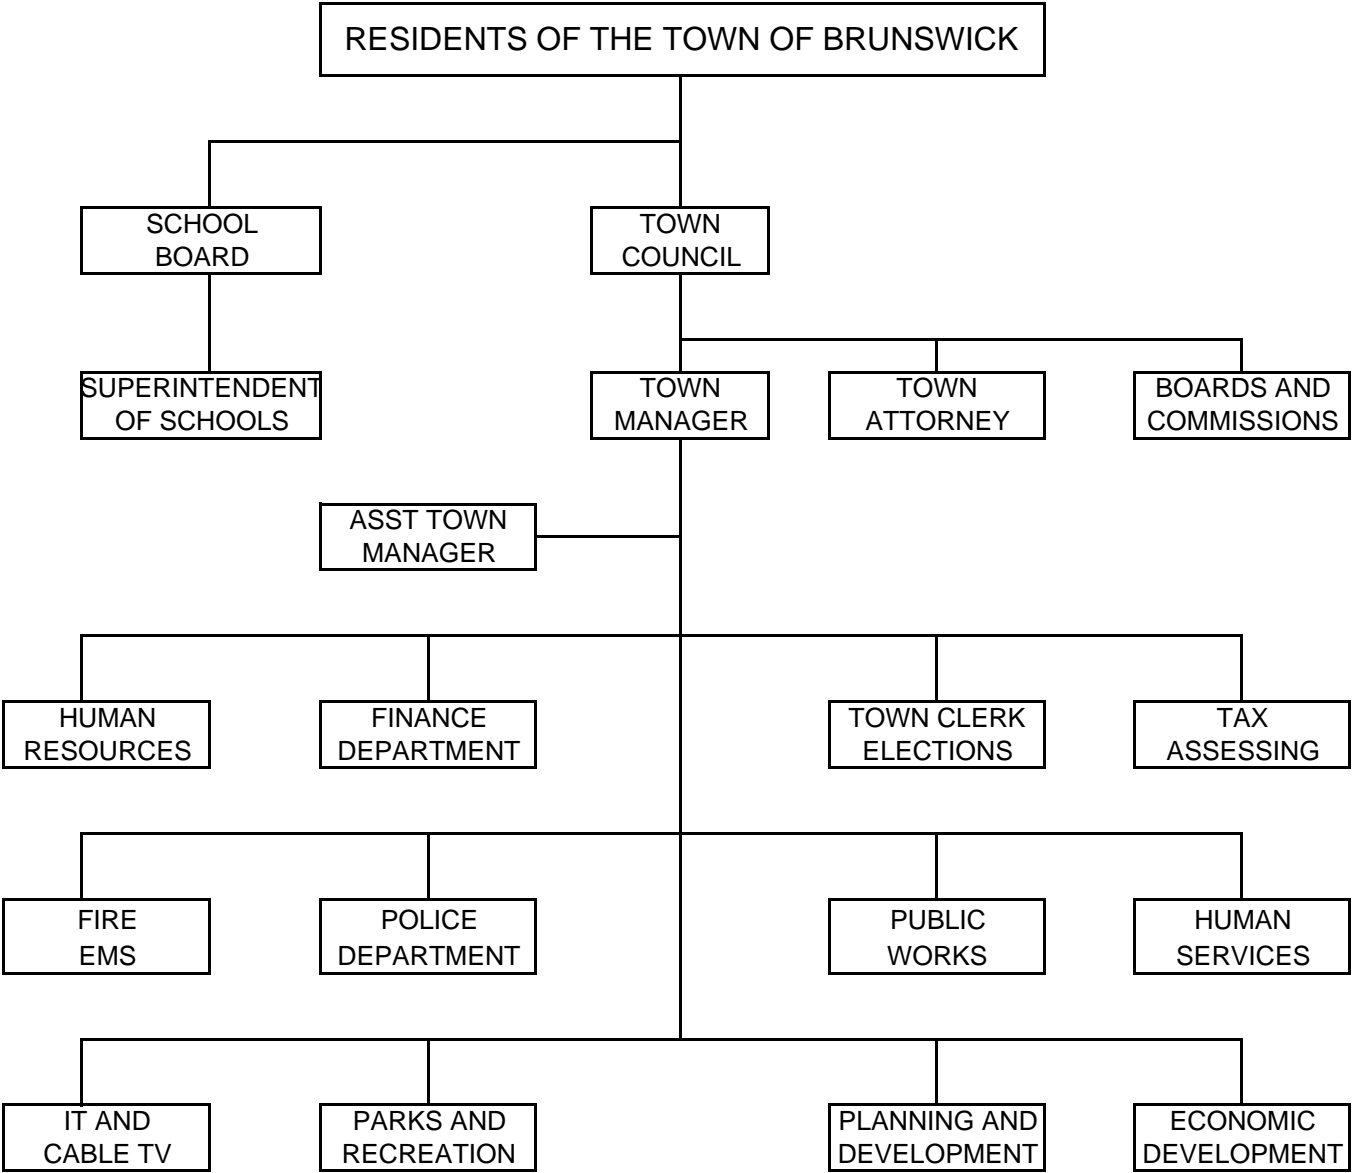 RESIDENTS OF THE TOWN OF BRUNSWICK
SCHOOL
BOARD
TOWN
COUNCIL
SUPERINTENDENT
OF SCHOOLS
TOWN
MANAGER
TOWN
ATTORNEY
BOARDS AND
COMMISSIONS
ASST TOWN
MANAGER
HUMAN
RESOURCES
FINANCE
DEPARTMENT
TOWN CLERK
ELECTIONS
TAX
ASSESSING
FIRE
EMS
POLICE
DEPARTMENT
PUBLIC
WORKS
HUMAN
SERVICES
IT AND
CABLE TV
PARKS AND
RECREATION
PLANNING AND
DEVELOPMENT
ECONOMIC
DEVELOPMENT